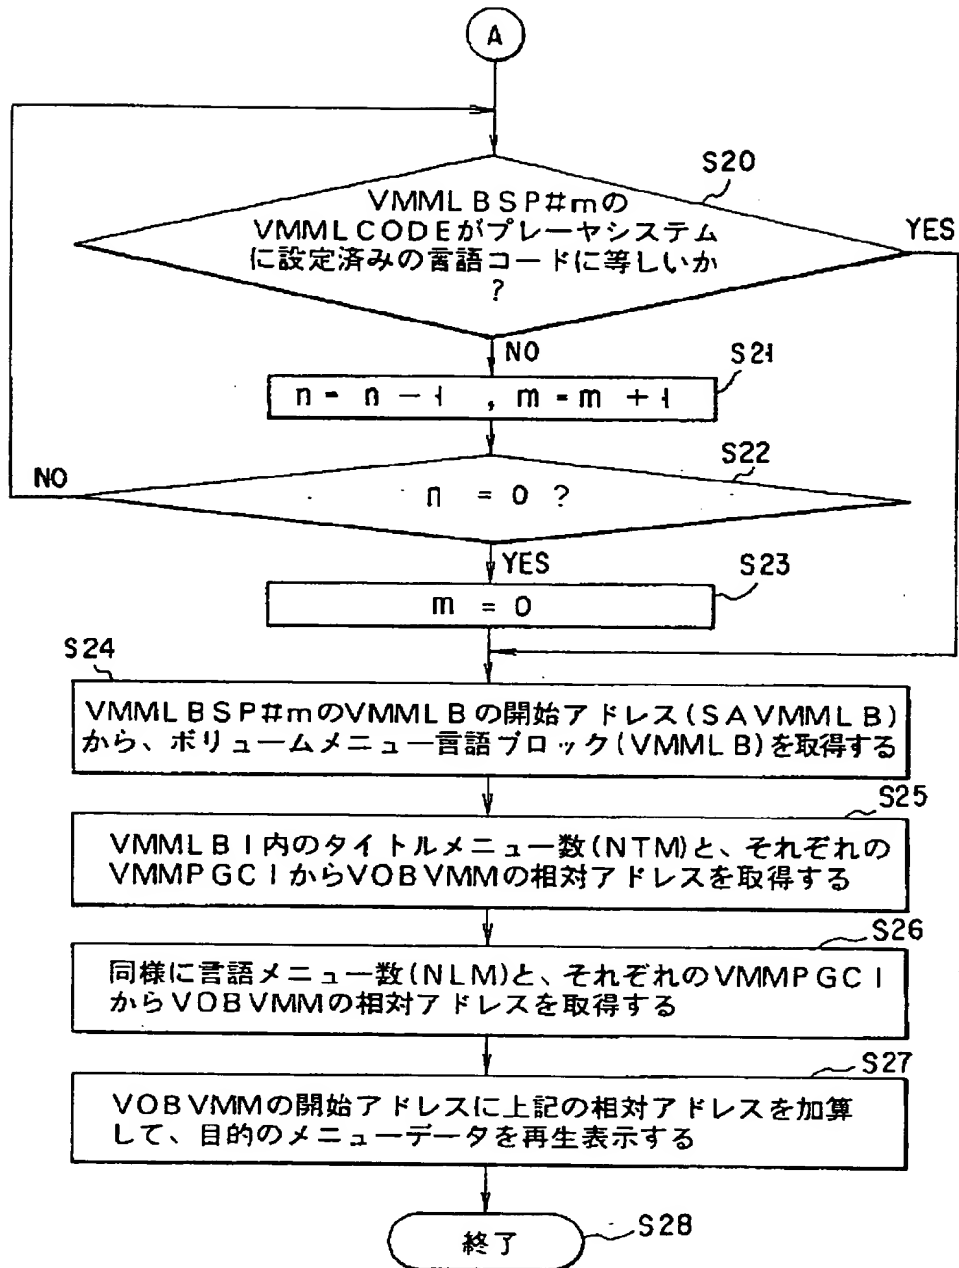 A
S20
VMMLBSP#mの
VMMLCODEがプレーヤシステム
に設定済みの言語コードに等しいか
?
YES
NO
S21
n = n - 1 , m = m + 1
S22
NO
n = 0 ?
YES
S23
m = 0
S24
VMMLBSP#mのVMMLBの開始アドレス(SAVMMLB)
から、ボリュームメニュー言語ブロック(VMMLB)を取得する
S25
VMMLBI内のタイトルメニュー数(NTM)と、それぞれの
VMMPGCIからVOBVMMの相対アドレスを取得する
S26
同様に言語メニュー数(NLM)と、それぞれのVMMPGCI
からVOBVMMの相対アドレスを取得する
S27
VOBVMMの開始アドレスに上記の相対アドレスを加算
して、目的のメニューデータを再生表示する
S28
終了